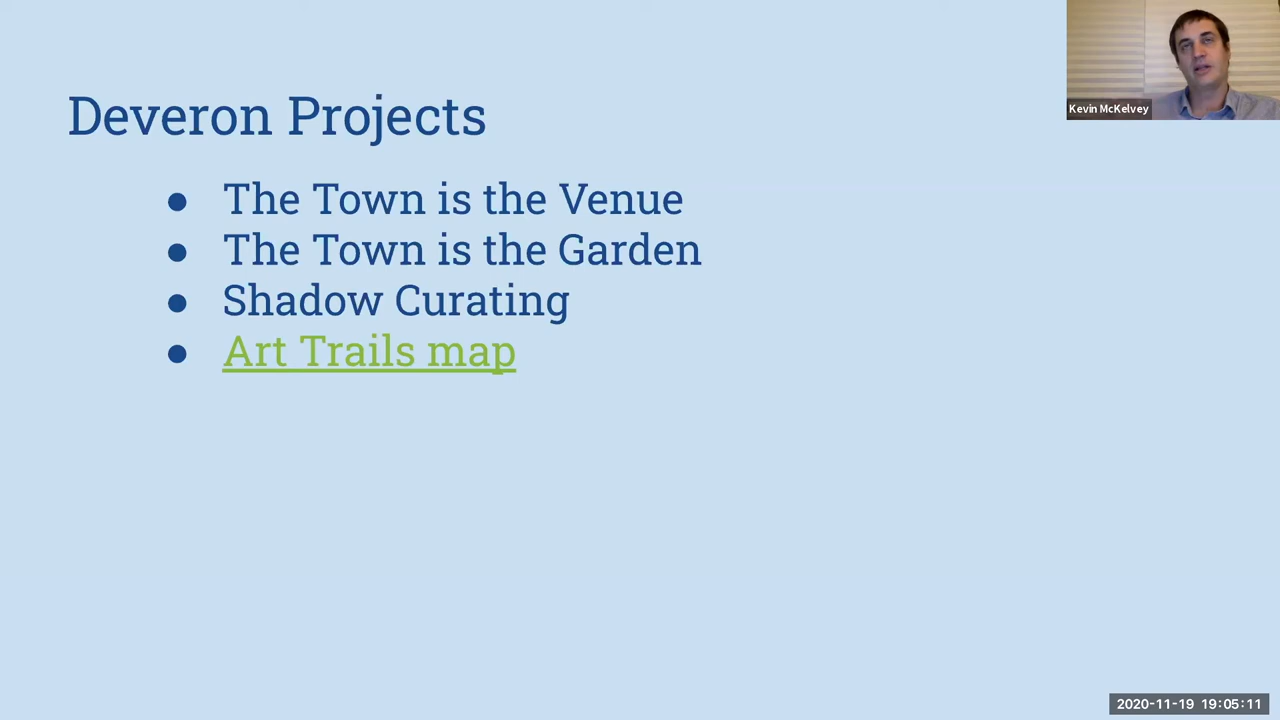 Deveron Projects
● The Town is the Venue
● The Town is the Garden
● Shadow Curating
● Art Trails map
Kevin McKelvey
2020-11-19 19:05:11